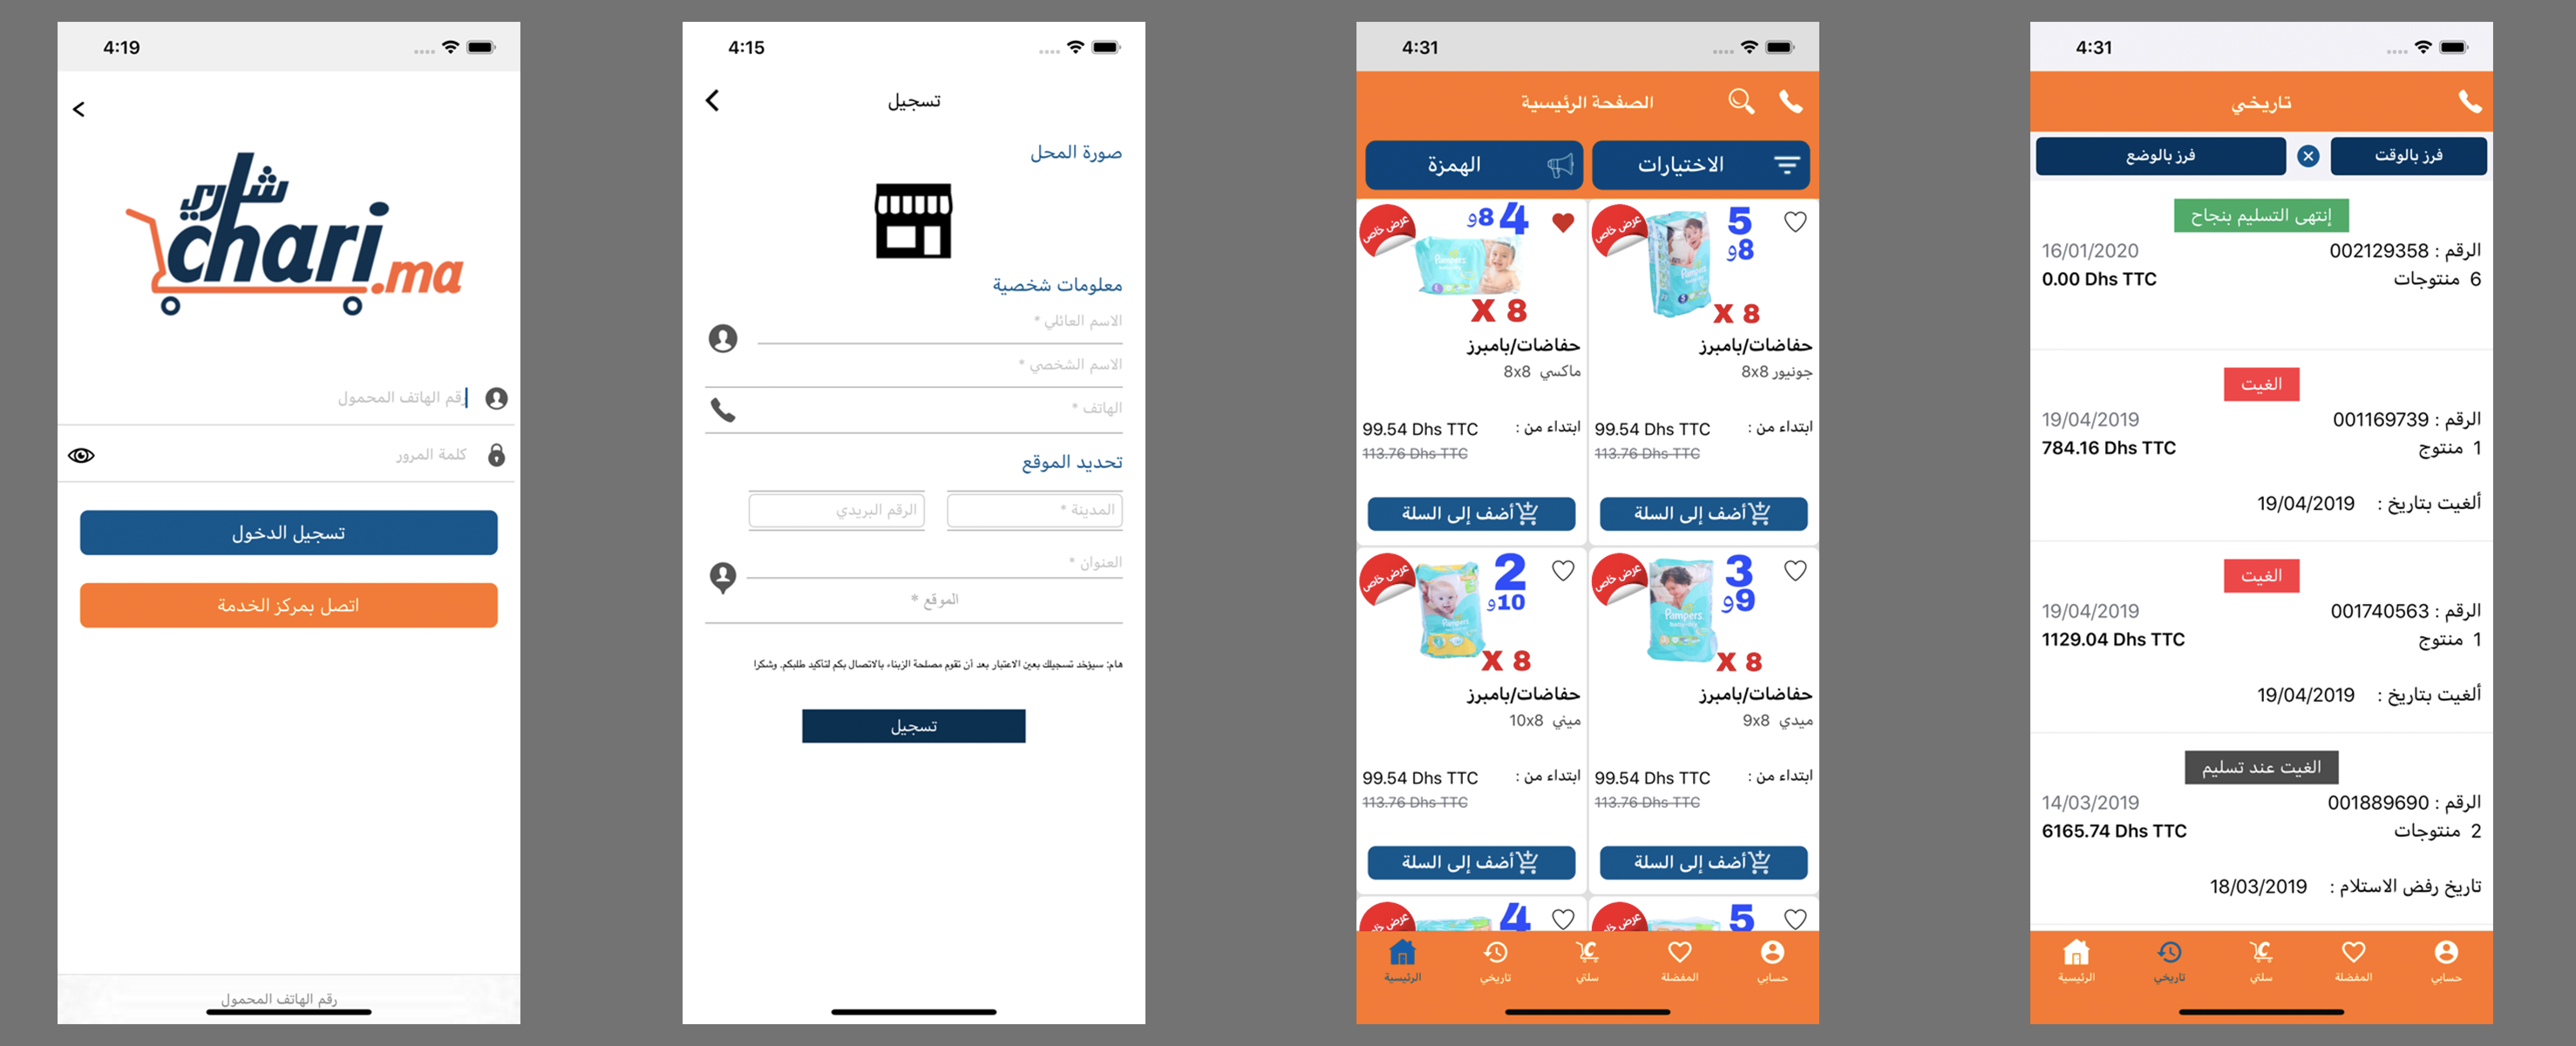 4:19
<
شاري
chari.ma
رقم الهاتف المحمول
كلمة المرور
تسجيل الدخول
اتصل بمركز الخدمة
رقم الهاتف المحمول
4:15
تسجيل
صورة المحل
معلومات شخصية
الاسم العائلي *
الاسم الشخصي *
الهاتف *
تحديد الموقع
المدينة *
الرقم البريدي
العنوان *
الموقع *
هام: سيؤخد تسجيلك بعين الاعتبار بعد أن تقوم مصلحة الزبناء بالاتصال بكم لتأكيد طلبكم. وشكرا
تسجيل
4:31
الصفحة الرئيسية
الاختيارات
الهمزة
عرض خاص
5
و8
Pampers
X 8
حفاضات/بامبرز
جونيور 8x8
ابتداء من :
99.54 Dhs TTC
113.76 Dhs TTC
أضف إلى السلة
عرض خاص
4
و8
Pampers
X 8
حفاضات/بامبرز
ماكسي 8x8
ابتداء من :
99.54 Dhs TTC
113.76 Dhs TTC
أضف إلى السلة
عرض خاص
3
و9
Pampers
X 8
حفاضات/بامبرز
ميدي 9x8
ابتداء من :
99.54 Dhs TTC
113.76 Dhs TTC
أضف إلى السلة
عرض خاص
2
و10
Pampers
X 8
حفاضات/بامبرز
ميني 10x8
ابتداء من :
99.54 Dhs TTC
113.76 Dhs TTC
أضف إلى السلة
عرض خاص
5
عرض خاص
4
حسابي
المفضلة
سلتي
تاريخي
الرئيسية
4:31
تاريخي
فرز بالوقت
فرز بالوضع
إنتهى التسليم بنجاح
الرقم : 002129358
16/01/2020
6 منتوجات
0.00 Dhs TTC
الغيت
الرقم : 001169739
19/04/2019
1 منتوج
784.16 Dhs TTC
ألغيت بتاريخ : 19/04/2019
الغيت
الرقم : 001740563
19/04/2019
1 منتوج
1129.04 Dhs TTC
ألغيت بتاريخ : 19/04/2019
الغيت عند تسليم
الرقم : 001889690
14/03/2019
2 منتوجات
6165.74 Dhs TTC
تاريخ رفض الاستلام : 18/03/2019
حسابي
المفضلة
سلتي
تاريخي
الرئيسية